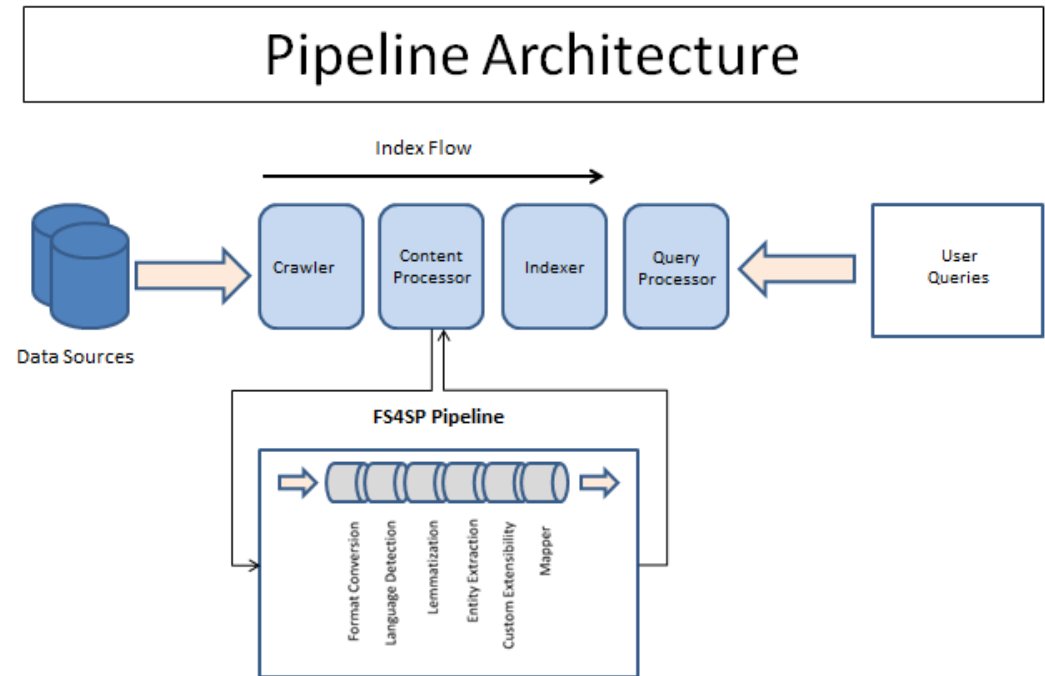 Pipeline Architecture
Index Flow
Crawler
Content
Processor
Indexer
Query
Processor
User
Queries
Data Sources
FS4SP Pipeline
Format Conversion
Language Detection
Lemmatization
Entity Extraction
Custom Extensibility
Mapper